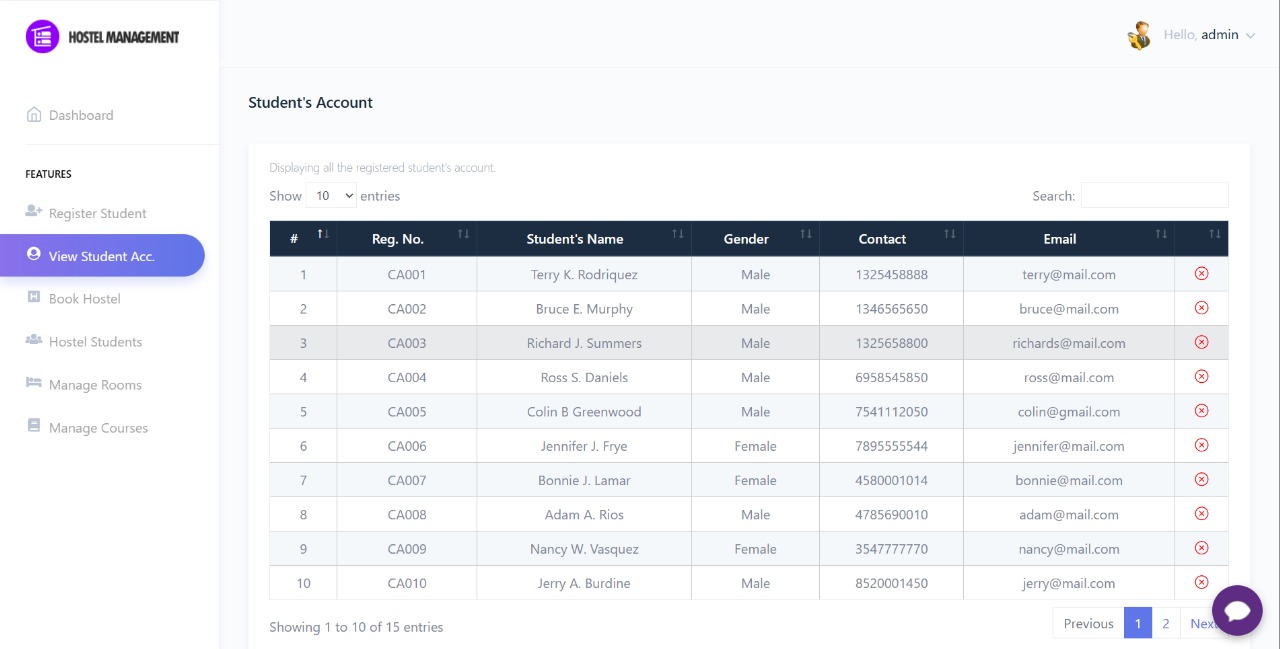 HOSTEL MANAGEMENT
Hello, admin
Dashboard
FEATURES
Register Student
View Student Acc.
Book Hostel
Hostel Students
Manage Rooms
Manage Courses
Student's Account
Displaying all the registered student's account.
Show 10 entries Search:
# Reg. No. Student's Name Gender Contact Email
1 CA001 Terry K. Rodriquez Male 1325458888 terry@mail.com
2 CA002 Bruce E. Murphy Male 1346565650 bruce@mail.com
3 CA003 Richard J. Summers Male 1325658800 richards@mail.com
4 CA004 Ross S. Daniels Male 6958545850 ross@mail.com
5 CA005 Colin B Greenwood Male 7541112050 colin@gmail.com
6 CA006 Jennifer J. Frye Female 7895555544 jennifer@mail.com
7 CA007 Bonnie J. Lamar Female 4580001014 bonnie@mail.com
8 CA008 Adam A. Rios Male 4785690010 adam@mail.com
9 CA009 Nancy W. Vasquez Female 3547777770 nancy@mail.com
10 CA010 Jerry A. Burdine Male 8520001450 jerry@mail.com
Showing 1 to 10 of 15 entries Previous 1 2 Next